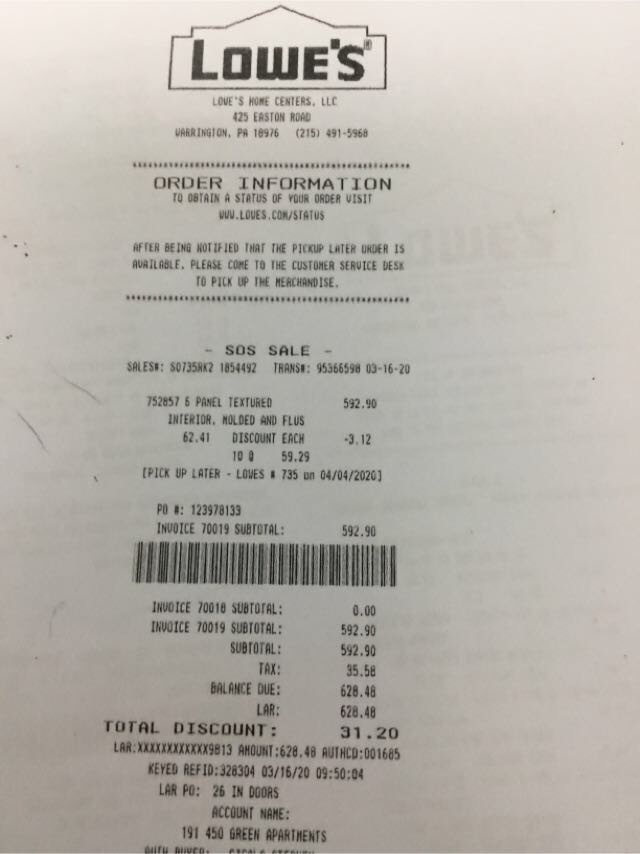 LOWE'S®
LOWE'S HOME CENTERS, LLC
425 EASTON ROAD
WARRINGTON, PA 18976 (215) 491-5968
ORDER INFORMATION
TO OBTAIN A STATUS OF YOUR ORDER VISIT
WWW.LOWES.COM/STATUS
AFTER BEING NOTIFIED THAT THE PICKUP LATER ORDER IS
AVAILABLE, PLEASE COME TO THE CUSTOMER SERVICE DESK
TO PICK UP THE MERCHANDISE.
- SOS SALE -
SALES#: S0735RK2 1854492 TRANS#: 95366598 03-16-20
752857 6 PANEL TEXTURED 592.90
INTERIOR, MOLDED AND FLUS
62.41 DISCOUNT EACH -3.12
10 @ 59.29
[PICK UP LATER - LOWES # 735 on 04/04/2020]
PO #: 123978133
INVOICE 70019 SUBTOTAL: 592.90
INVOICE 70018 SUBTOTAL: 0.00
INVOICE 70019 SUBTOTAL: 592.90
SUBTOTAL: 592.90
TAX: 35.58
BALANCE DUE: 628.48
LAR: 628.48
TOTAL DISCOUNT: 31.20
LAR:XXXXXXXXXXXX9813 AMOUNT:628.48 AUTHCD:001685
KEYED REFID:328304 03/16/20 09:50:04
LAR PO: 26 IN DOORS
ACCOUNT NAME:
191 450 GREEN APARTMENTS
AUTH BUYER: